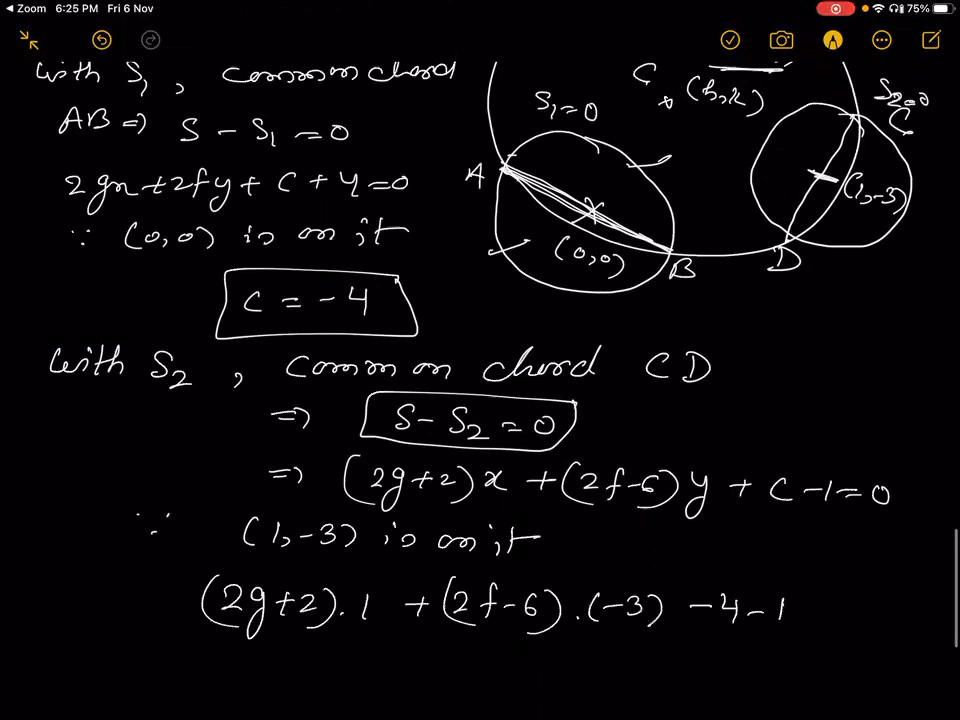 Zoom 6:25 PM Fri 6 Nov 75%
with S₁, common chord
AB ⇒ S - S₁ = 0
2gx + 2fy + c + 4 = 0
∵ (0,0) is on it
C = -4
C (h,k)
S₁ = 0
S₂ = 0
C
A
(1,-3)
(0,0)
B
D
with S₂, common chord CD
⇒ S - S₂ = 0
⇒ (2g+2)x + (2f-6)y + c - 1 = 0
∵ (1,-3) is on it
(2g+2).1 + (2f-6).(-3) -4-1